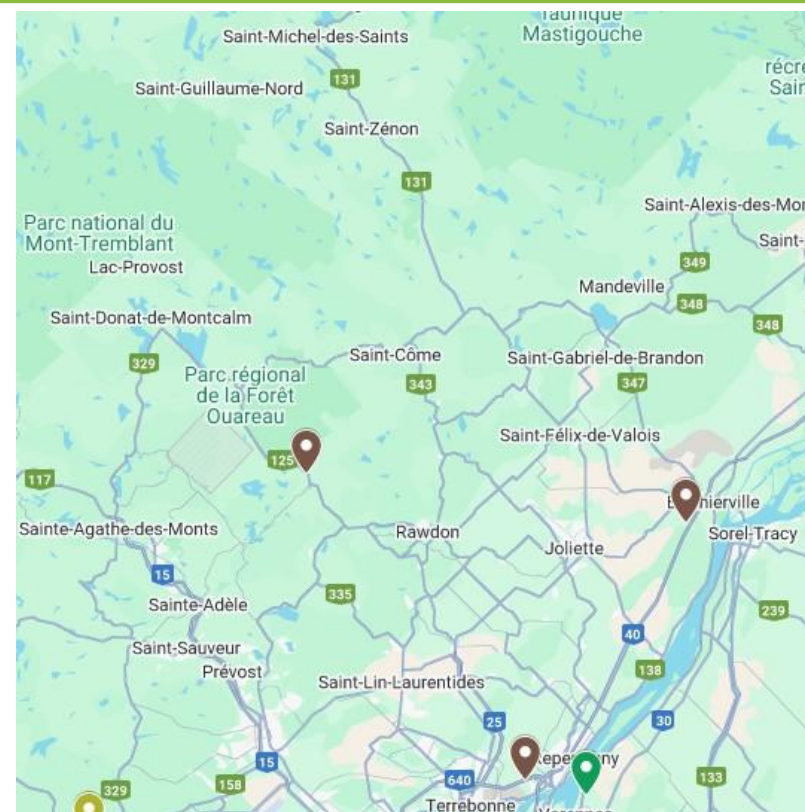 faunique
Mastigouche
Saint-Michel-des-Saints
récré
Sain
131
Saint-Guillaume-Nord
Saint-Zénon
131
Saint-Alexis-des-Mon
Parc national du
Mont-Tremblant
Saint-
Lac-Provost
349
Mandeville
348
Saint-Donat-de-Montcalm
348
329
Saint-Côme
Saint-Gabriel-de-Brandon
Parc régional
de la Forêt
Ouareau
343
347
Saint-Félix-de-Valois
125
117
Sainte-Agathe-des-Monts
Rawdon
Sorel-Tracy
Joliette
15
335
Sainte-Adèle
239
40
Saint-Sauveur
138
Prévost
Saint-Lin-Laurentides
25
30
15
640
158
133
329
Terrebonne